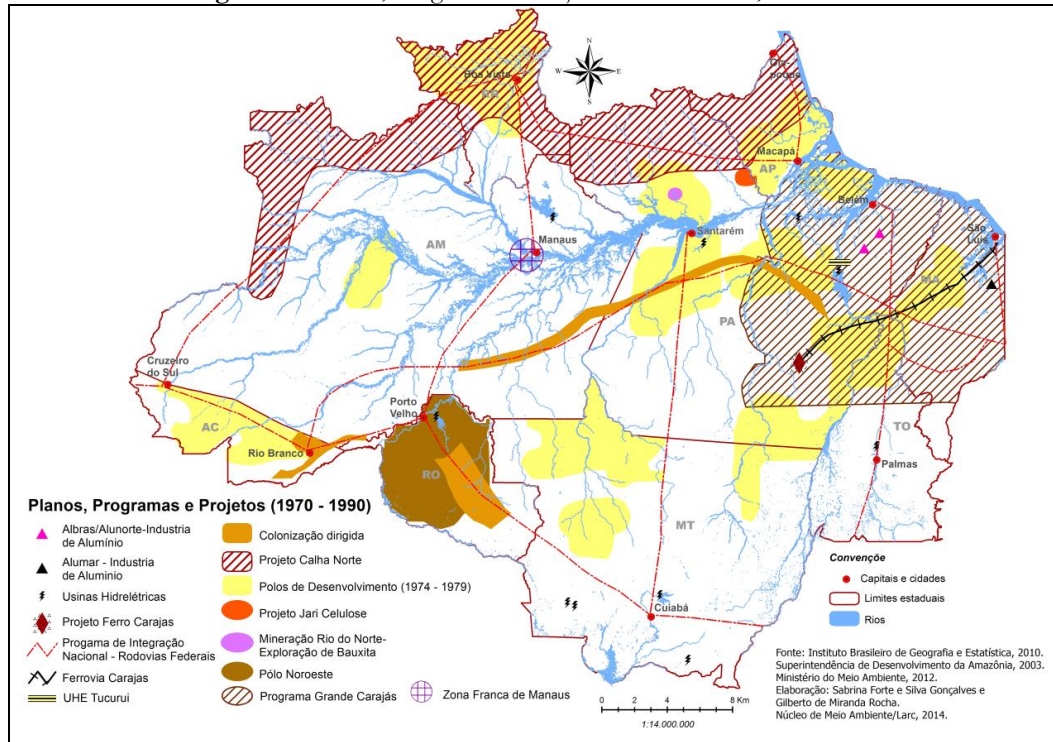 N
W
E
S
Boa Vista
RR
Oia-
poque
Macapá
AP
Belém
São
Luis
Santarém
Manaus
AM
PA
MA
Cruzeiro
do Sul
AC
Rio Branco
Porto
Velho
RO
TO
Palmas
MT
Cuiabá
Planos, Programas e Projetos (1970 - 1990)
Albras/Alunorte-Industria
de Alumínio
Alumar - Industria
de Aluminio
Usinas Hidrelétricas
Projeto Ferro Carajas
Progama de Integração
Nacional - Rodovias Federais
Ferrovia Carajas
UHE Tucurui
Colonização dirigida
Projeto Calha Norte
Polos de Desenvolvimento (1974 - 1979)
Projeto Jari Celulose
Mineração Rio do Norte-
Exploração de Bauxita
Pólo Noroeste
Programa Grande Carajás
Zona Franca de Manaus
Convençõe
Capitais e cidades
Limites estaduais
Rios
0 2 4 8 Km
1:14.000.000
Fonte: Instituto Brasileiro de Geografia e Estatística, 2010.
Superintendência de Desenvolvimento da Amazônia, 2003.
Ministério do Meio Ambiente, 2012.
Elaboração: Sabrina Forte e Silva Gonçalves e
Gilberto de Miranda Rocha.
Núcleo de Meio Ambiente/Larc, 2014.